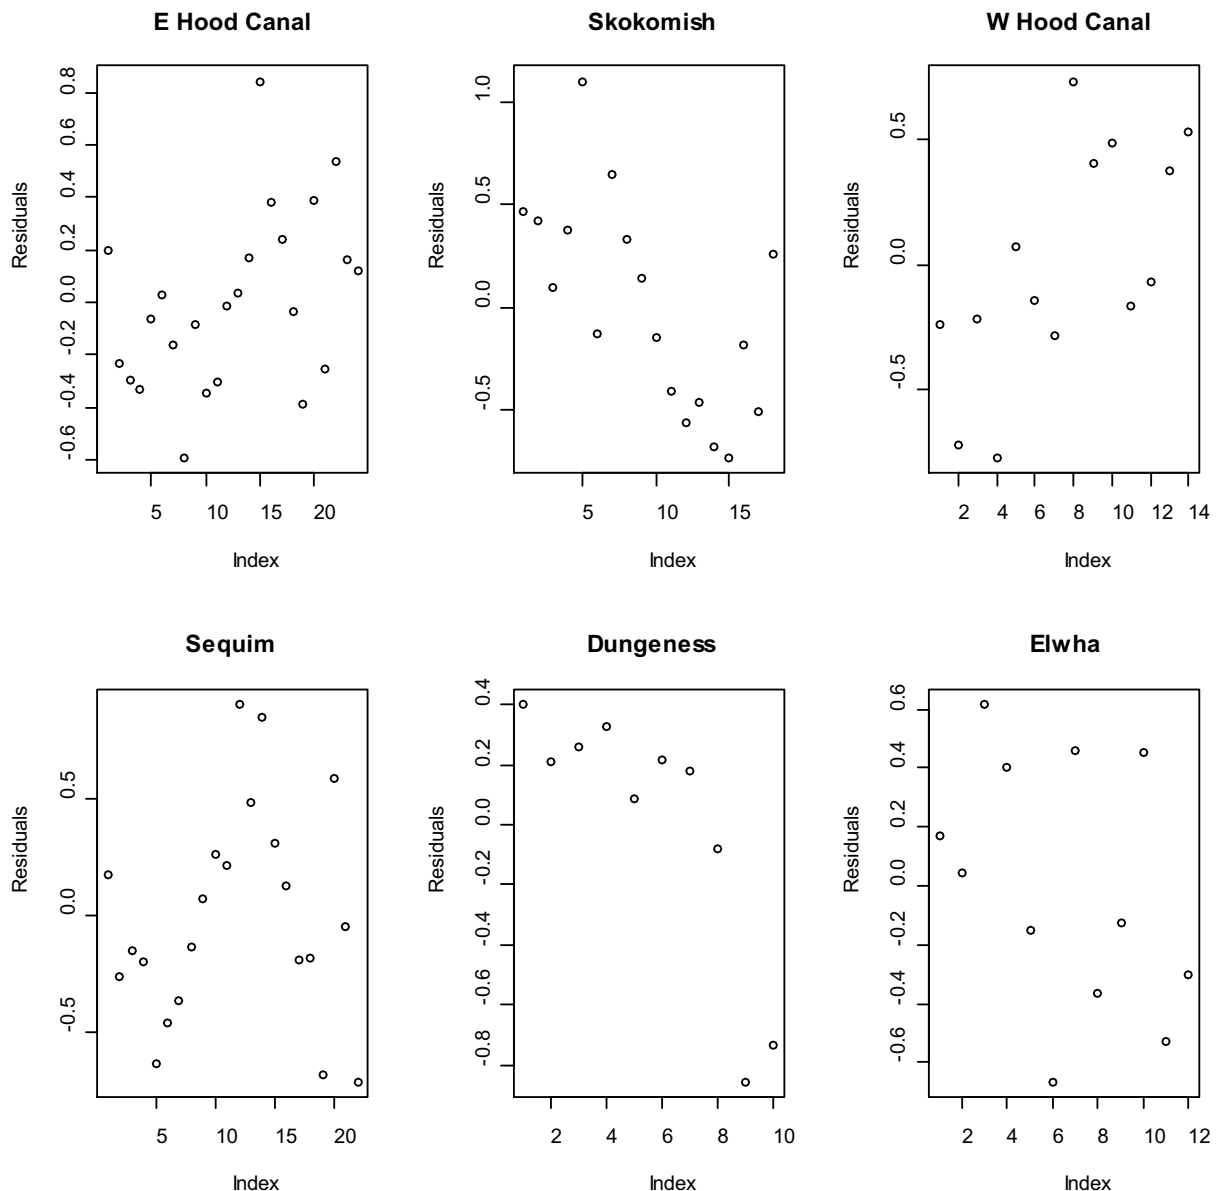 E Hood Canal
Skokomish
W Hood Canal
Residuals
0.8
0.6
0.4
0.2
0.0
-0.2
-0.4
-0.6
5 10 15 20
Index
Residuals
1.0
0.5
0.0
-0.5
5 10 15
Index
Residuals
0.5
0.0
-0.5
2 4 6 8 10 12 14
Index
Sequim
Dungeness
Elwha
Residuals
0.5
0.0
-0.5
5 10 15 20
Index
Residuals
0.4
0.2
0.0
-0.2
-0.4
-0.6
-0.8
2 4 6 8 10
Index
Residuals
0.6
0.4
0.2
0.0
-0.2
-0.4
-0.6
2 4 6 8 10 12
Index